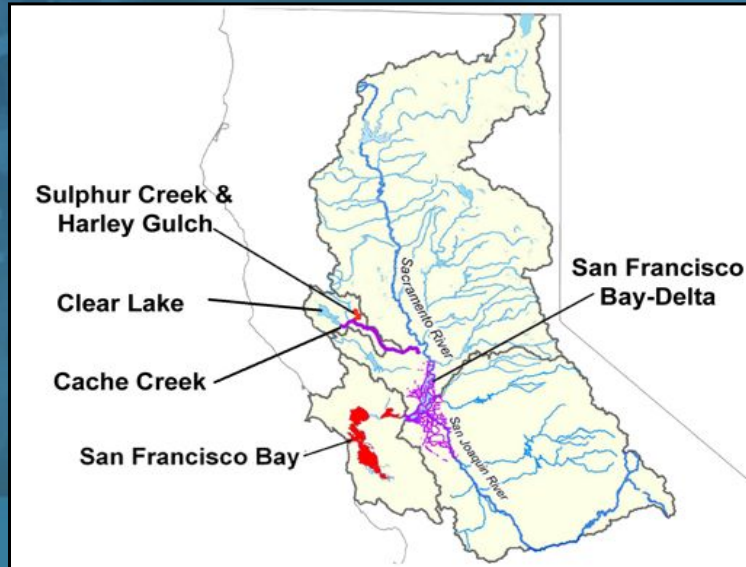 Sulphur Creek &
Harley Gulch
Clear Lake
Cache Creek
San Francisco Bay
Sacramento River
San Francisco
Bay-Delta
San Joaquin River